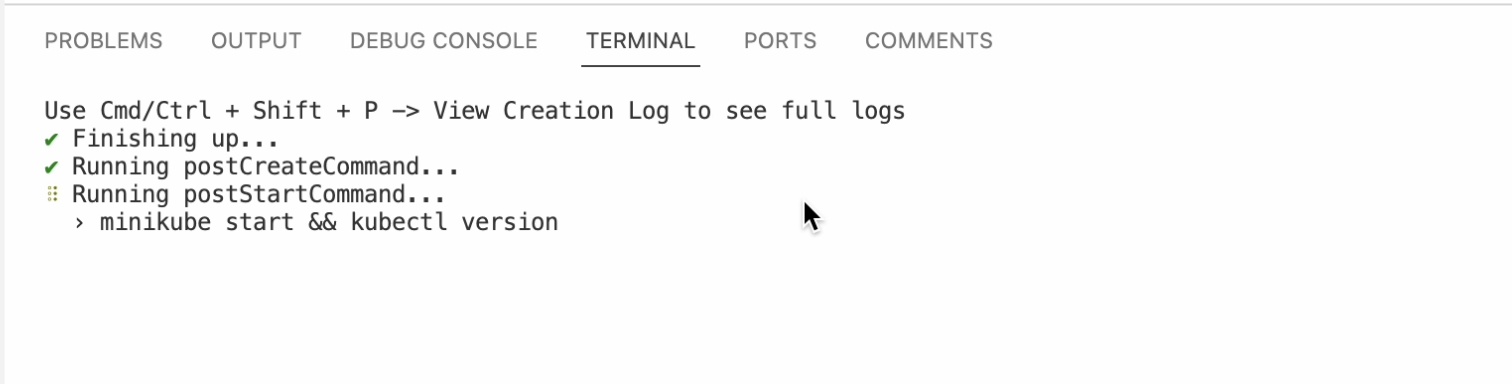 PROBLEMS OUTPUT DEBUG CONSOLE TERMINAL PORTS COMMENTS
Use Cmd/Ctrl + Shift + P -> View Creation Log to see full logs
✔ Finishing up...
✔ Running postCreateCommand...
⠿ Running postStartCommand...
› minikube start && kubectl version